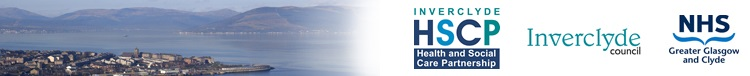 INVERCLYDE
HSCP
Health and Social
Care Partnership
Inverclyde
council
NHS
Greater Glasgow
and Clyde